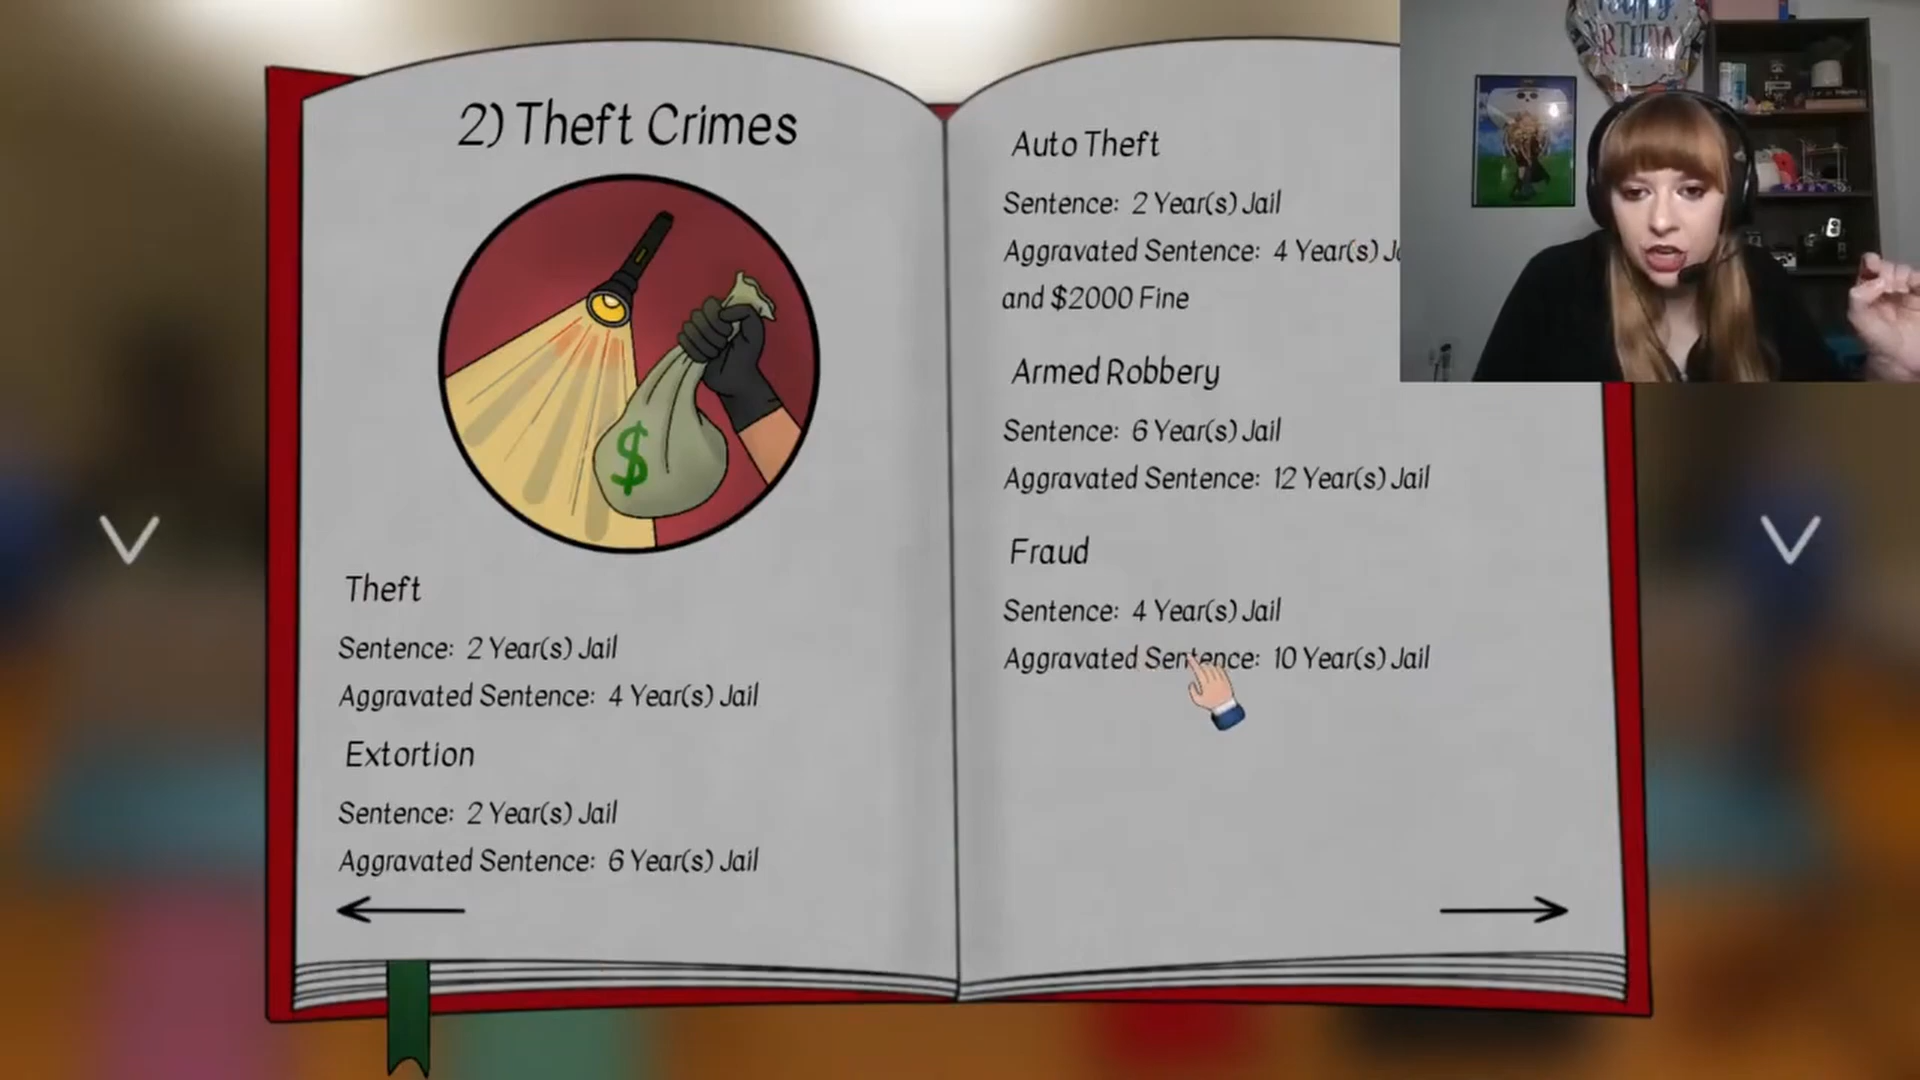 2) Theft Crimes
$
Theft
Sentence: 2 Year(s) Jail
Aggravated Sentence: 4 Year(s) Jail
Extortion
Sentence: 2 Year(s) Jail
Aggravated Sentence: 6 Year(s) Jail
Auto Theft
Sentence: 2 Year(s) Jail
Aggravated Sentence: 4 Year(s)
and $2000 Fine
Armed Robbery
Sentence: 6 Year(s) Jail
Aggravated Sentence: 12 Year(s) Jail
Fraud
Sentence: 4 Year(s) Jail
Aggravated Sentence: 10 Year(s) Jail